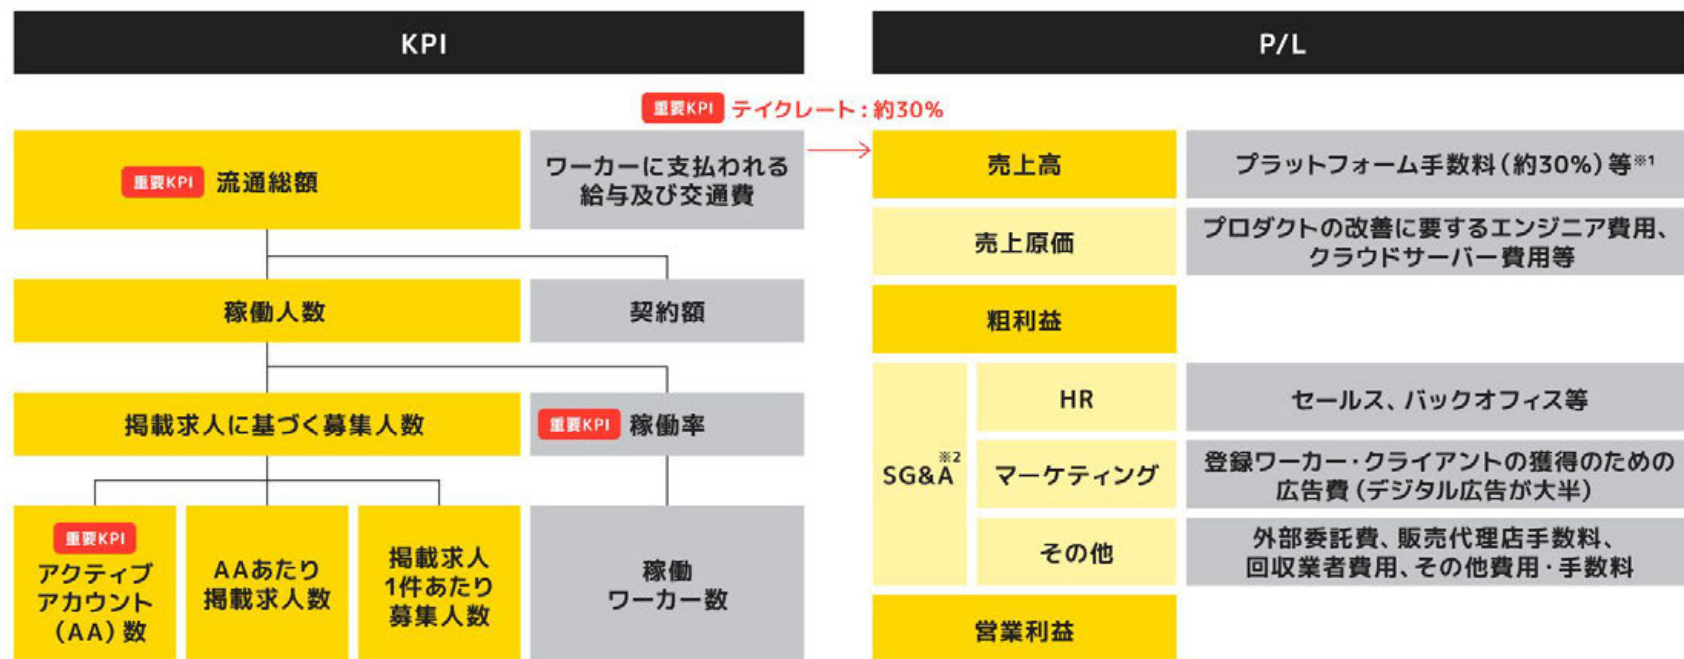 KPI
P/L
重要KPI テイクレート：約30%
重要KPI 流通総額
ワーカーに支払われる
給与及び交通費
売上高
プラットフォーム手数料（約30%）等※1
売上原価
プロダクトの改善に要するエンジニア費用、
クラウドサーバー費用等
稼働人数
契約額
粗利益
掲載求人に基づく募集人数
重要KPI 稼働率
SG&A※2
HR
セールス、バックオフィス等
マーケティング
登録ワーカー・クライアントの獲得のための
広告費（デジタル広告が大半）
その他
外部委託費、販売代理店手数料、
回収業者費用、その他費用・手数料
重要KPI
アクティブ
アカウント
（AA）数
AAあたり
掲載求人数
掲載求人
1件あたり
募集人数
稼働
ワーカー数
営業利益